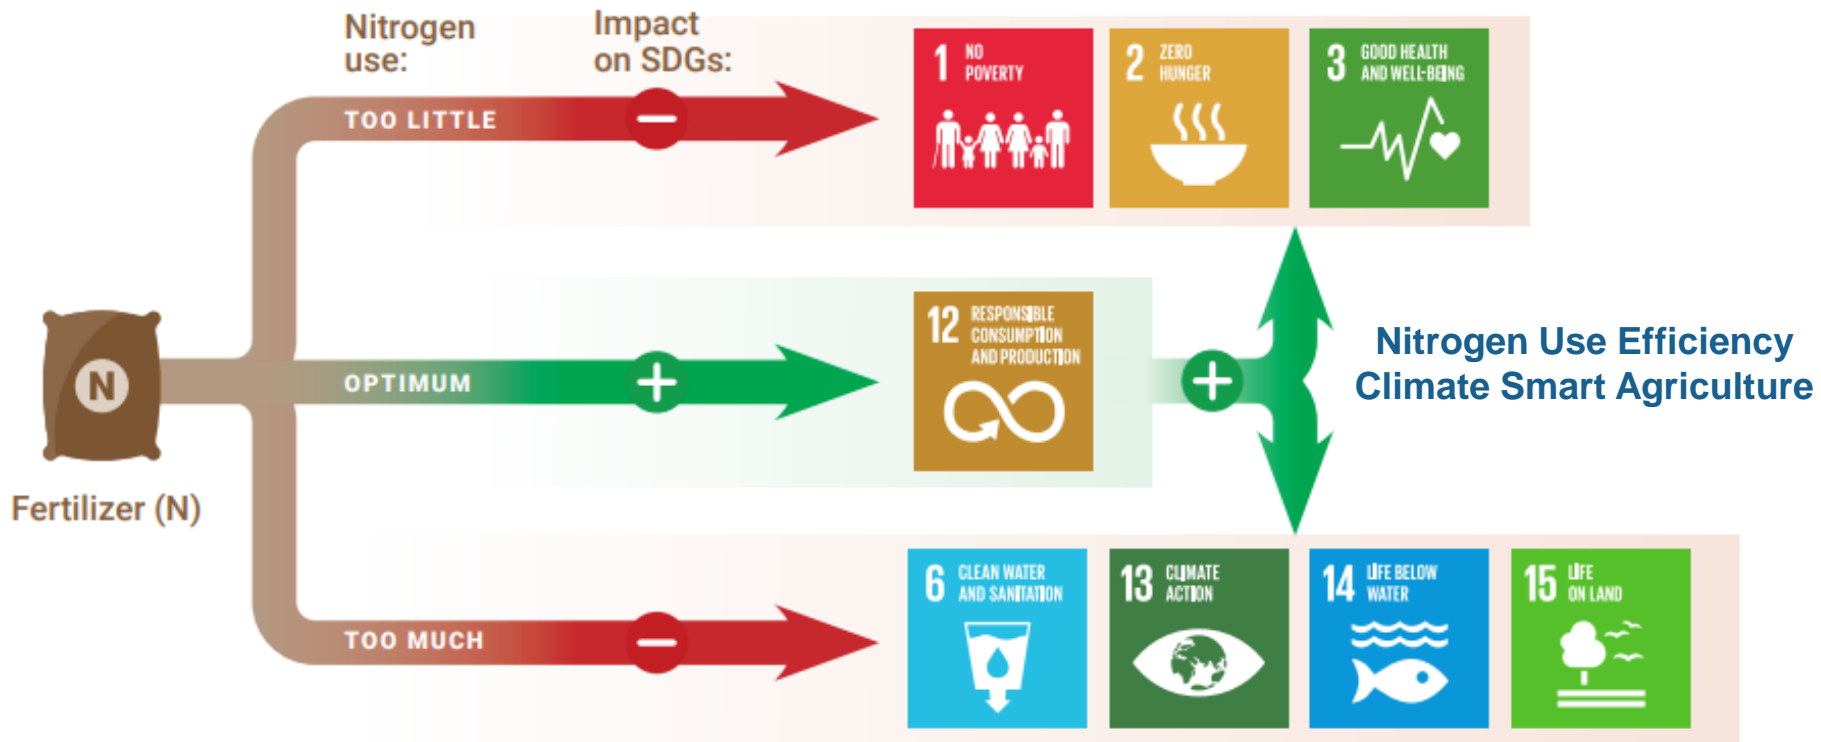 Nitrogen
use:
Impact
on SDGs:
TOO LITTLE
1 NO
POVERTY
2 ZERO
HUNGER
3 GOOD HEALTH
AND WELL-BEING
N
Fertilizer (N)
OPTIMUM
12 RESPONSIBLE
CONSUMPTION
AND PRODUCTION
Nitrogen Use Efficiency
Climate Smart Agriculture
TOO MUCH
6 CLEAN WATER
AND SANITATION
13 CLIMATE
ACTION
14 LIFE BELOW
WATER
15 LIFE
ON LAND